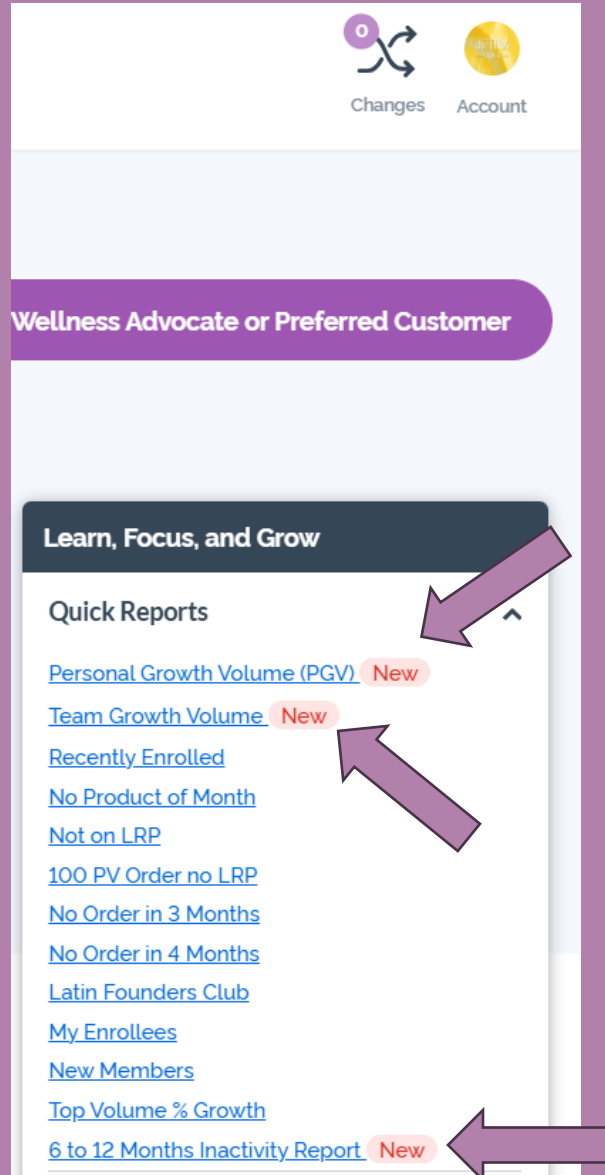 0
Changes Account
Wellness Advocate or Preferred Customer
Learn, Focus, and Grow
Quick Reports
Personal Growth Volume (PGV) New
Team Growth Volume New
Recently Enrolled
No Product of Month
Not on LRP
100 PV Order no LRP
No Order in 3 Months
No Order in 4 Months
Latin Founders Club
My Enrollees
New Members
Top Volume % Growth
6 to 12 Months Inactivity Report New